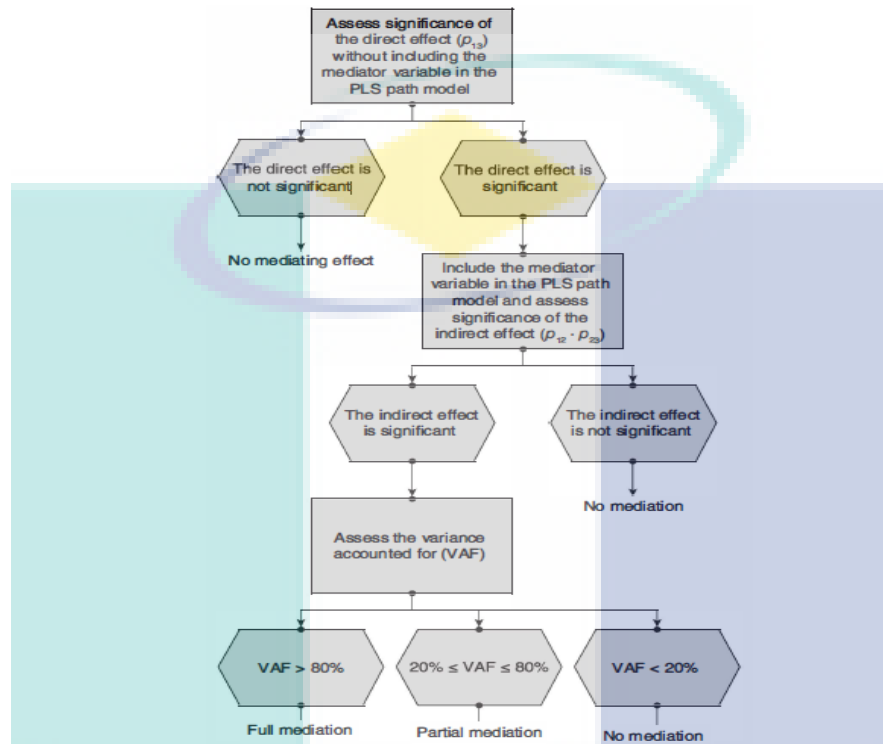 Assess significance of
the direct effect (p₁₃)
without including the
mediator variable in the
PLS path model
The direct effect is
not significant
The direct effect is
significant
No mediating effect
Include the mediator
variable in the PLS path
model and assess
significance of the
indirect effect (p₁₂ · p₂₃)
The indirect effect
is significant
The indirect effect
is not significant
No mediation
Assess the variance
accounted for (VAF)
VAF > 80%
20% ≤ VAF ≤ 80%
VAF < 20%
Full mediation
Partial mediation
No mediation